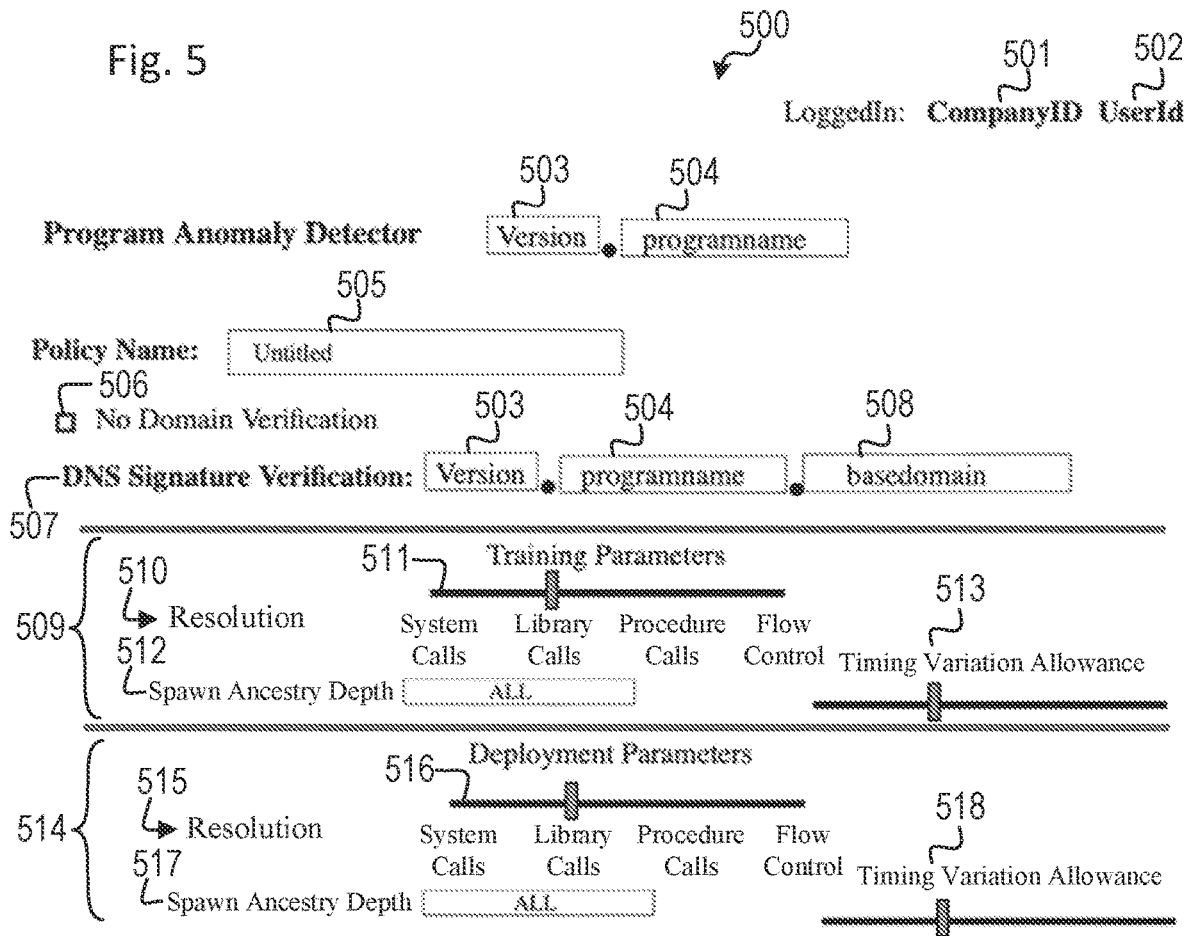 Fig. 5
500
501 502
LoggedIn: CompanyID UserId
503 504
Program Anomaly Detector Version . programname
505
Policy Name: Untitled
506
No Domain Verification
503 504 508
DNS Signature Verification: Version . programname . basedomain
507
Training Parameters
511
510
509
Resolution
System Calls Library Calls Procedure Calls Flow Control
513
512
Timing Variation Allowance
Spawn Ancestry Depth ALL
Deployment Parameters
516
515
514
Resolution
System Calls Library Calls Procedure Calls Flow Control
518
517
Timing Variation Allowance
Spawn Ancestry Depth ALL